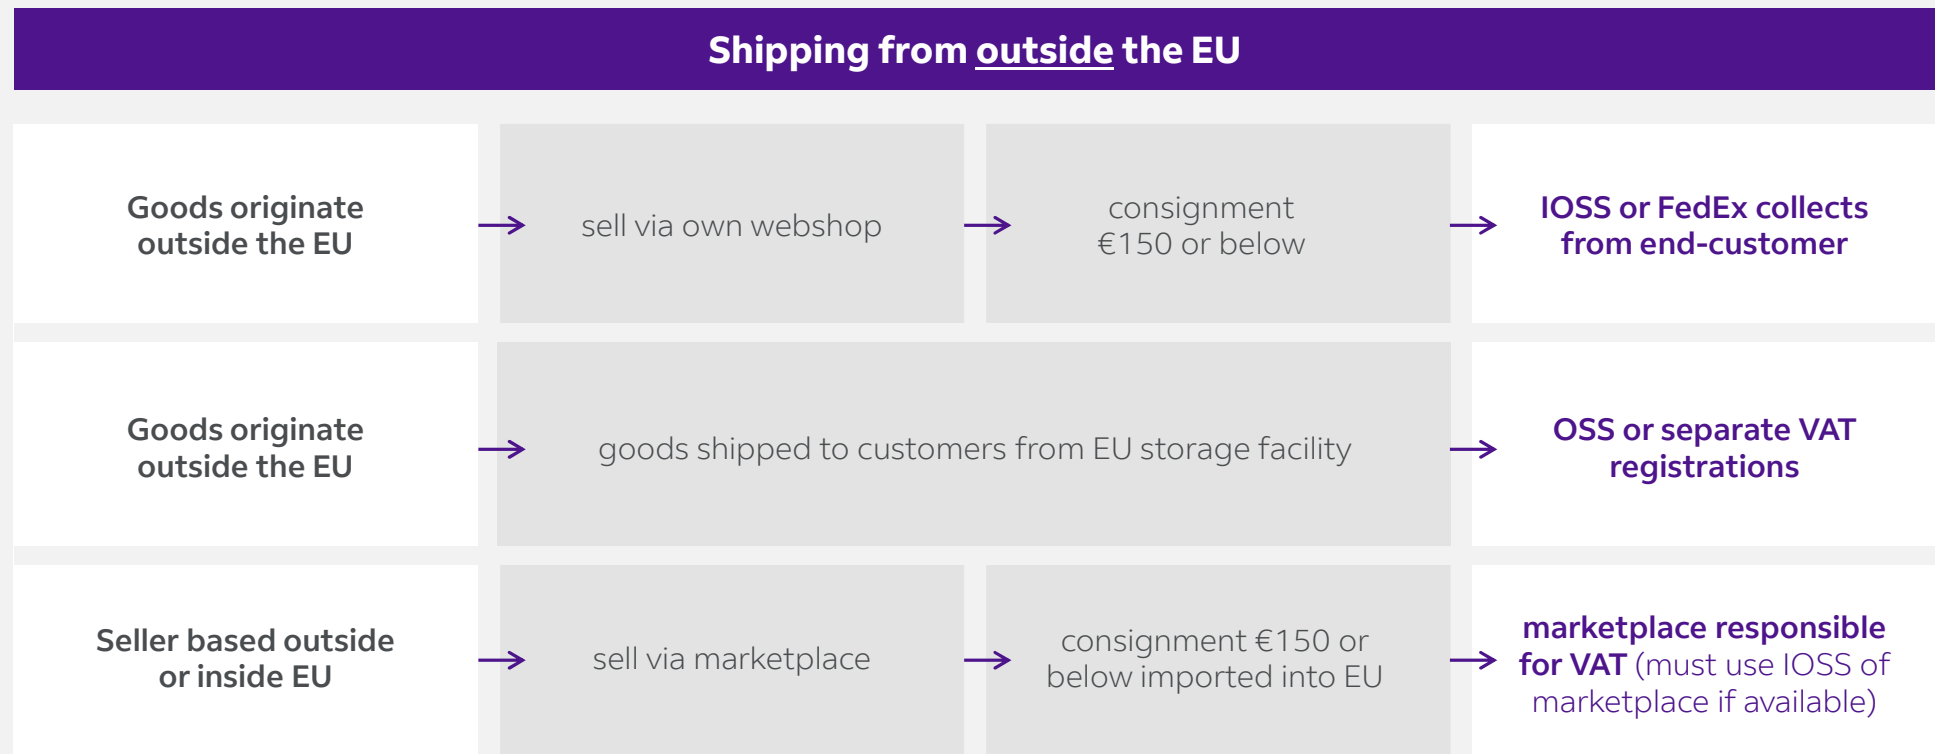 Shipping from outside the EU
Goods originate
outside the EU
sell via own webshop
consignment
€150 or below
IOSS or FedEx collects
from end-customer
Goods originate
outside the EU
goods shipped to customers from EU storage facility
OSS or separate VAT
registrations
Seller based outside
or inside EU
sell via marketplace
consignment €150 or
below imported into EU
marketplace responsible
for VAT (must use IOSS of
marketplace if available)